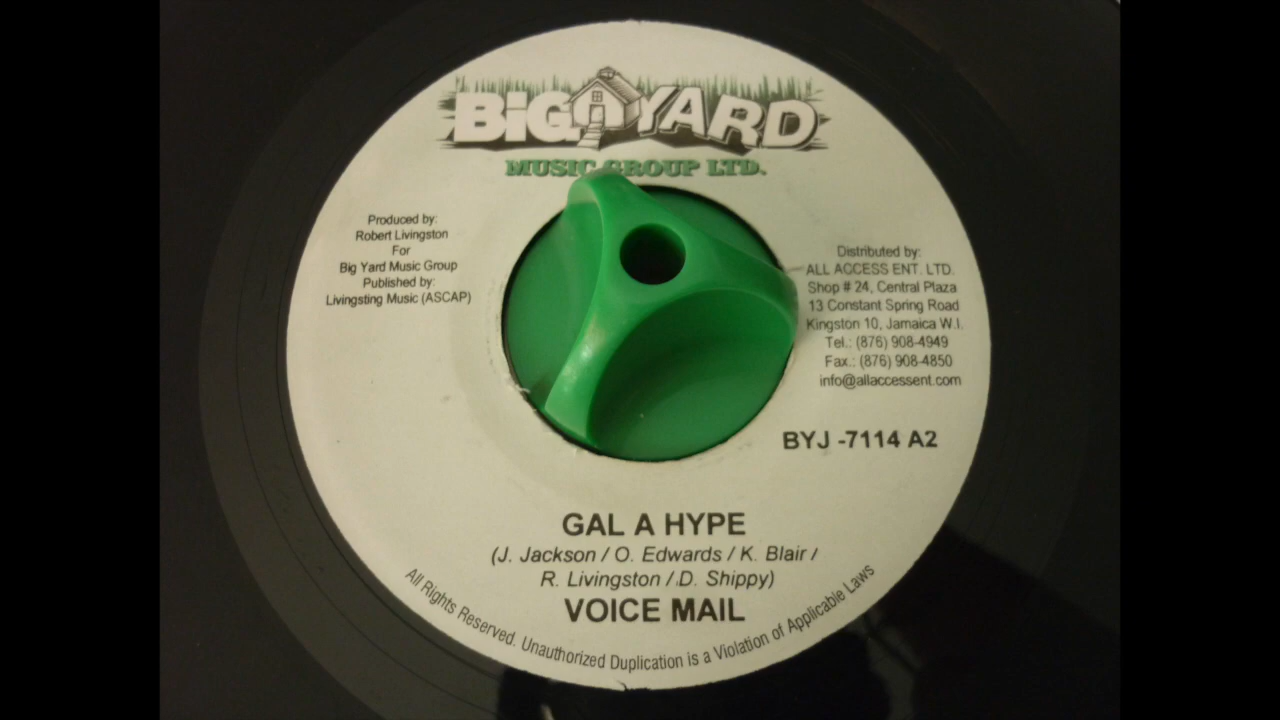 BIG YARD
MUSIC GROUP LTD.
Produced by:
Robert Livingston
For
Big Yard Music Group
Published by:
Livingsting Music (ASCAP)
Distributed by:
ALL ACCESS ENT. LTD.
Shop # 24, Central Plaza
13 Constant Spring Road
Kingston 10, Jamaica W.I.
Tel.: (876) 908-4949
Fax.: (876) 908-4850
info@allaccessent.com
BYJ -7114 A2
GAL A HYPE
(J. Jackson / O. Edwards / K. Blair /
R. Livingston / D. Shippy)
VOICE MAIL
All Rights Reserved. Unauthorized Duplication is a Violation of Applicable Laws